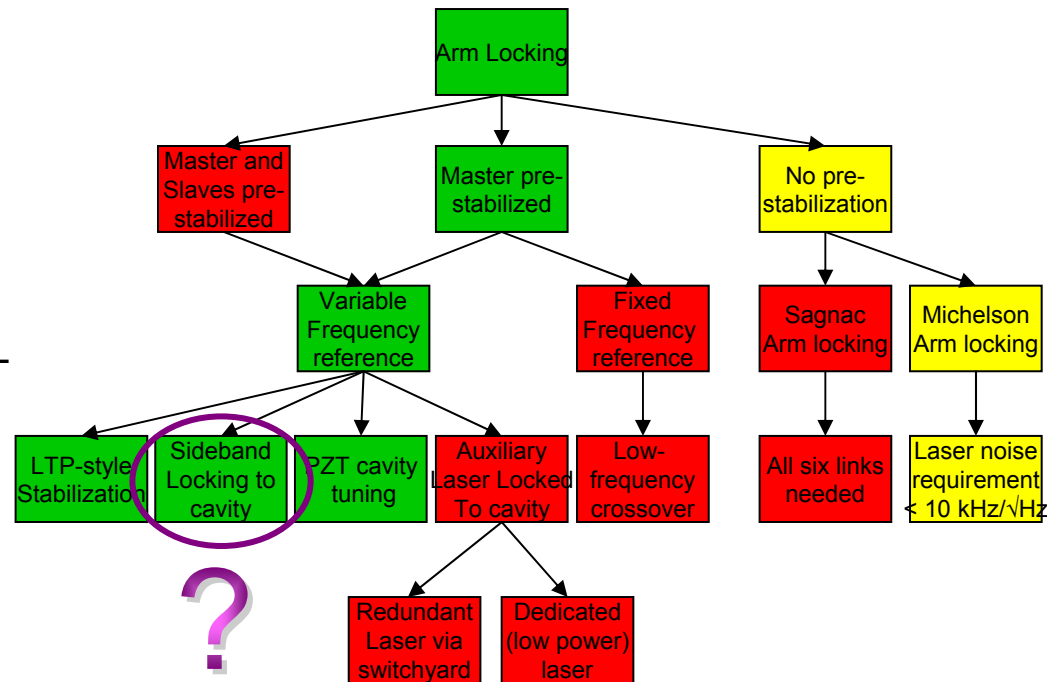 Arm Locking
Master and
Slaves pre-
stabilized
Master pre-
stabilized
No pre-
stabilization
Variable
Frequency
reference
Fixed
Frequency
reference
Sagnac
Arm locking
Michelson
Arm locking
LTP-style
Stabilization
Sideband
Locking to
cavity
PZT cavity
tuning
Auxiliary
Laser Locked
To cavity
Low-
frequency
crossover
All six links
needed
Laser noise
requirement
< 10 kHz/√Hz
?
Redundant
Laser via
switchyard
Dedicated
(low power)
laser